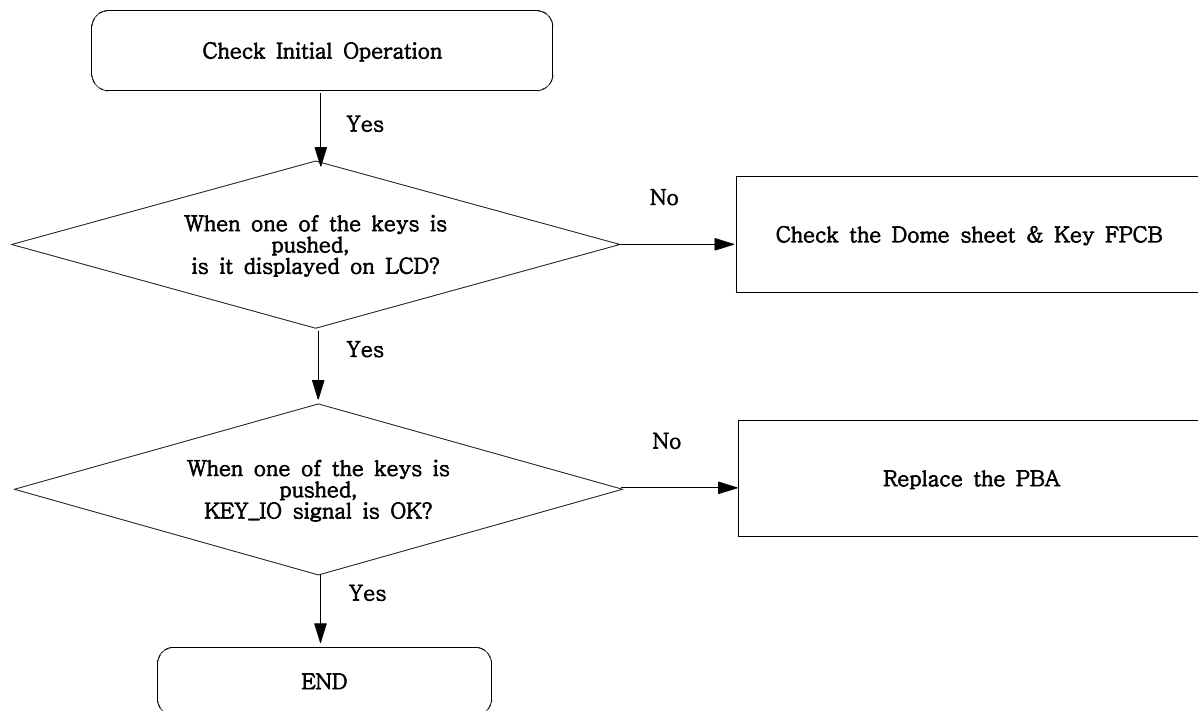 Check Initial Operation
Yes
When one of the keys is
pushed,
is it displayed on LCD?
No
Check the Dome sheet & Key FPCB
Yes
When one of the keys is
pushed,
KEY_IO signal is OK?
No
Replace the PBA
Yes
END